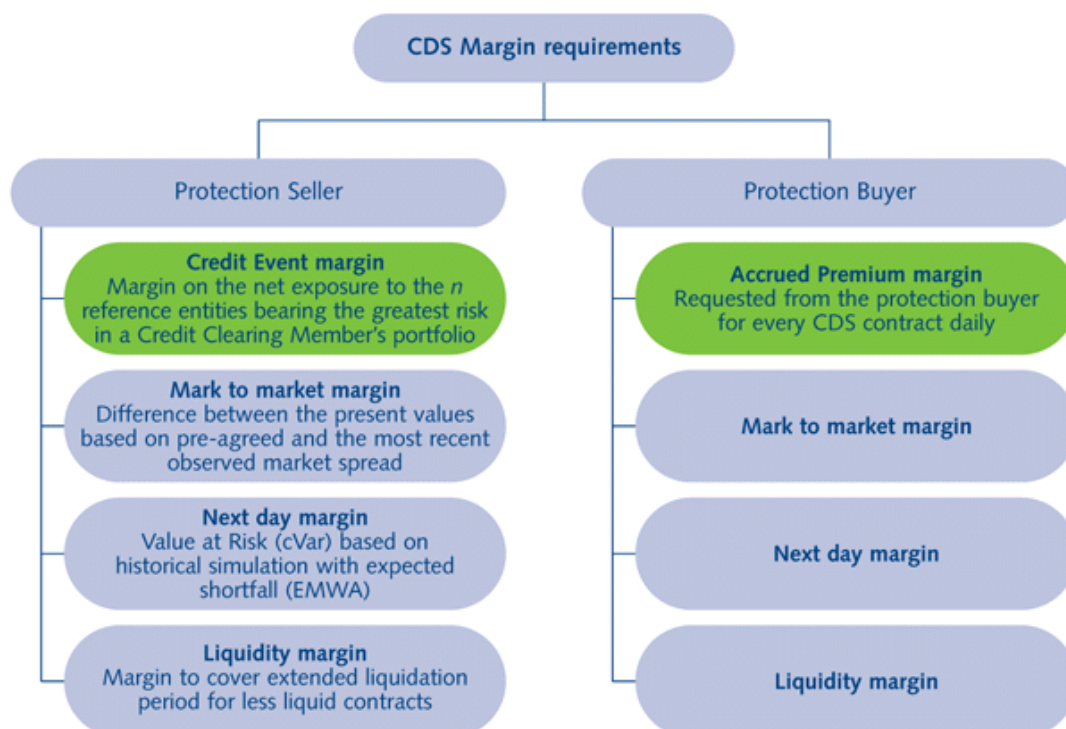 CDS Margin requirements
Protection Seller
Protection Buyer
Credit Event margin
Margin on the net exposure to the n
reference entities bearing the greatest risk
in a Credit Clearing Member's portfolio
Accrued Premium margin
Requested from the protection buyer
for every CDS contract daily
Mark to market margin
Difference between the present values
based on pre-agreed and the most recent
observed market spread
Mark to market margin
Next day margin
Value at Risk (cVar) based on
historical simulation with expected
shortfall (EMWA)
Next day margin
Liquidity margin
Margin to cover extended liquidation
period for less liquid contracts
Liquidity margin